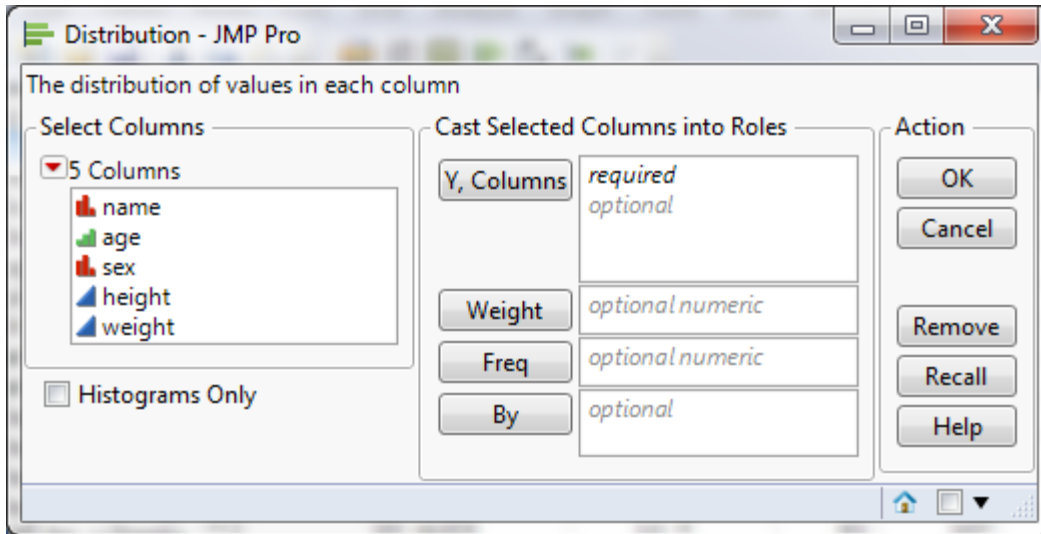 Distribution - JMP Pro
The distribution of values in each column
Select Columns
5 Columns
name
age
sex
height
weight
Histograms Only
Cast Selected Columns into Roles
Y, Columns
required
optional
Weight
optional numeric
Freq
optional numeric
By
optional
Action
OK
Cancel
Remove
Recall
Help